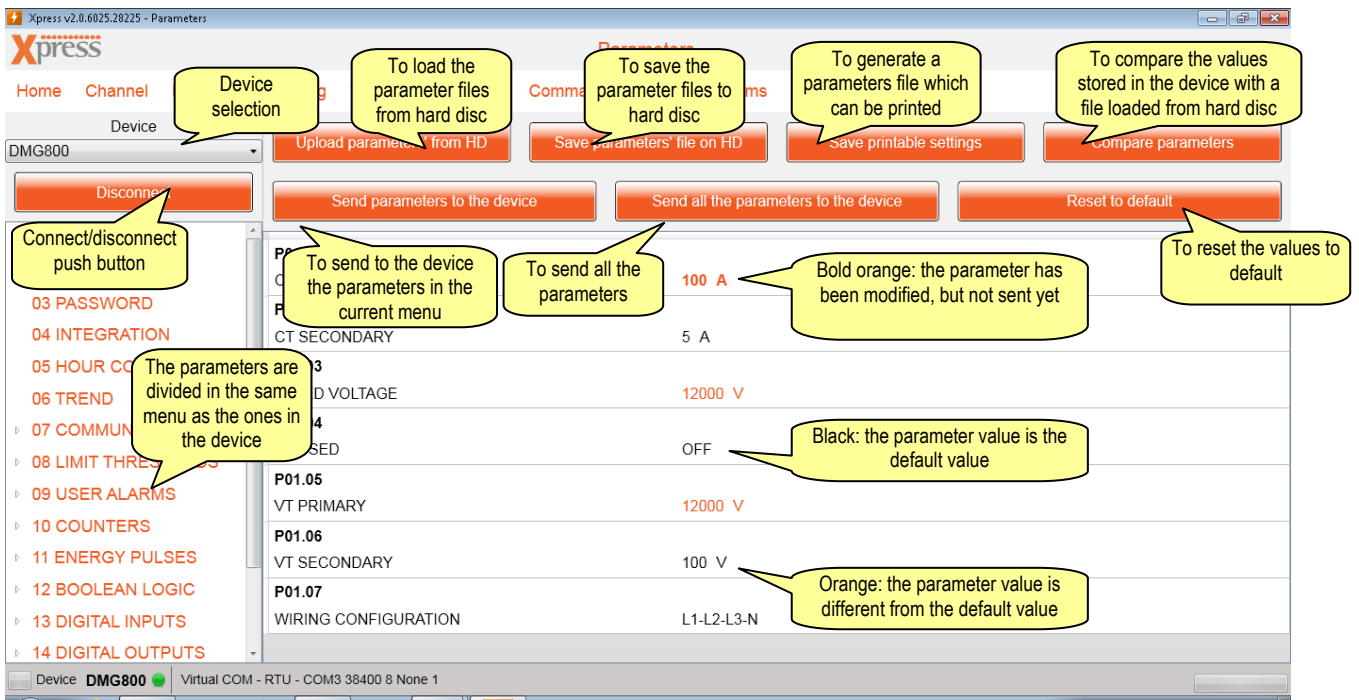 Xpress v2.0.6025.28225 - Parameters
Xpress
Home Channel
Device selection
To load the parameter files from hard disc
To save the parameter files to hard disc
To generate a parameters file which can be printed
To compare the values stored in the device with a file loaded from hard disc
Device
DMG800
Upload from HD
Save parameters' file on HD
Save printable settings
Compare parameters
Send parameters to the device
Send all the parameters to the device
Reset to default
Connect/disconnect push button
To send to the device the parameters in the current menu
To send all the parameters
Bold orange: the parameter has been modified, but not sent yet
To reset the values to default
03 PASSWORD
04 INTEGRATION
05 HOUR
06 TREND
09 USER ALARMS
10 COUNTERS
11 ENERGY PULSES
12 BOOLEAN LOGIC
13 DIGITAL INPUTS
14 DIGITAL OUTPUTS
The parameters are divided in the same menu as the ones in the device
100 A
CT SECONDARY 5 A
VOLTAGE 12000 V
OFF
Black: the parameter value is the default value
P01.05
VT PRIMARY 12000 V
P01.06
VT SECONDARY 100 V
Orange: the parameter value is different from the default value
P01.07
WIRING CONFIGURATION L1-L2-L3-N
Device DMG800 Virtual COM - RTU - COM3 38400 8 None 1